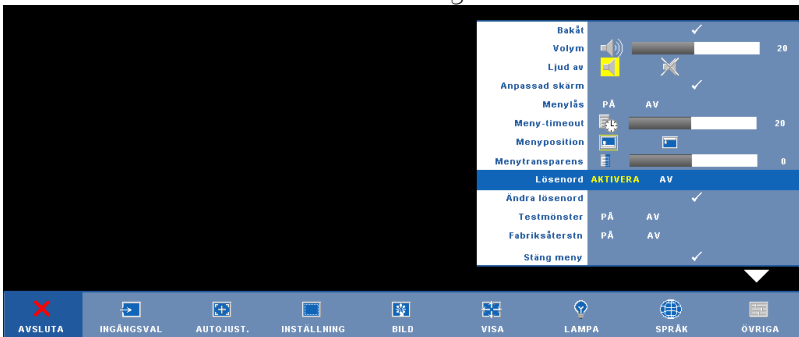 Bakåt
Volym 20
Ljud av
Anpassad skärm
Menylås PÅ AV
Meny-timeout 20
Menyposition
Menytransparens 0
Lösenord AKTIVERA AV
Ändra lösenord
Testmönster PÅ AV
Fabriksåterstn PÅ AV
Stäng meny
AVSLUTA INGÅNGSVAL AUTOJUST. INSTÄLLNING BILD VISA LAMPA SPRÅK ÖVRIGA